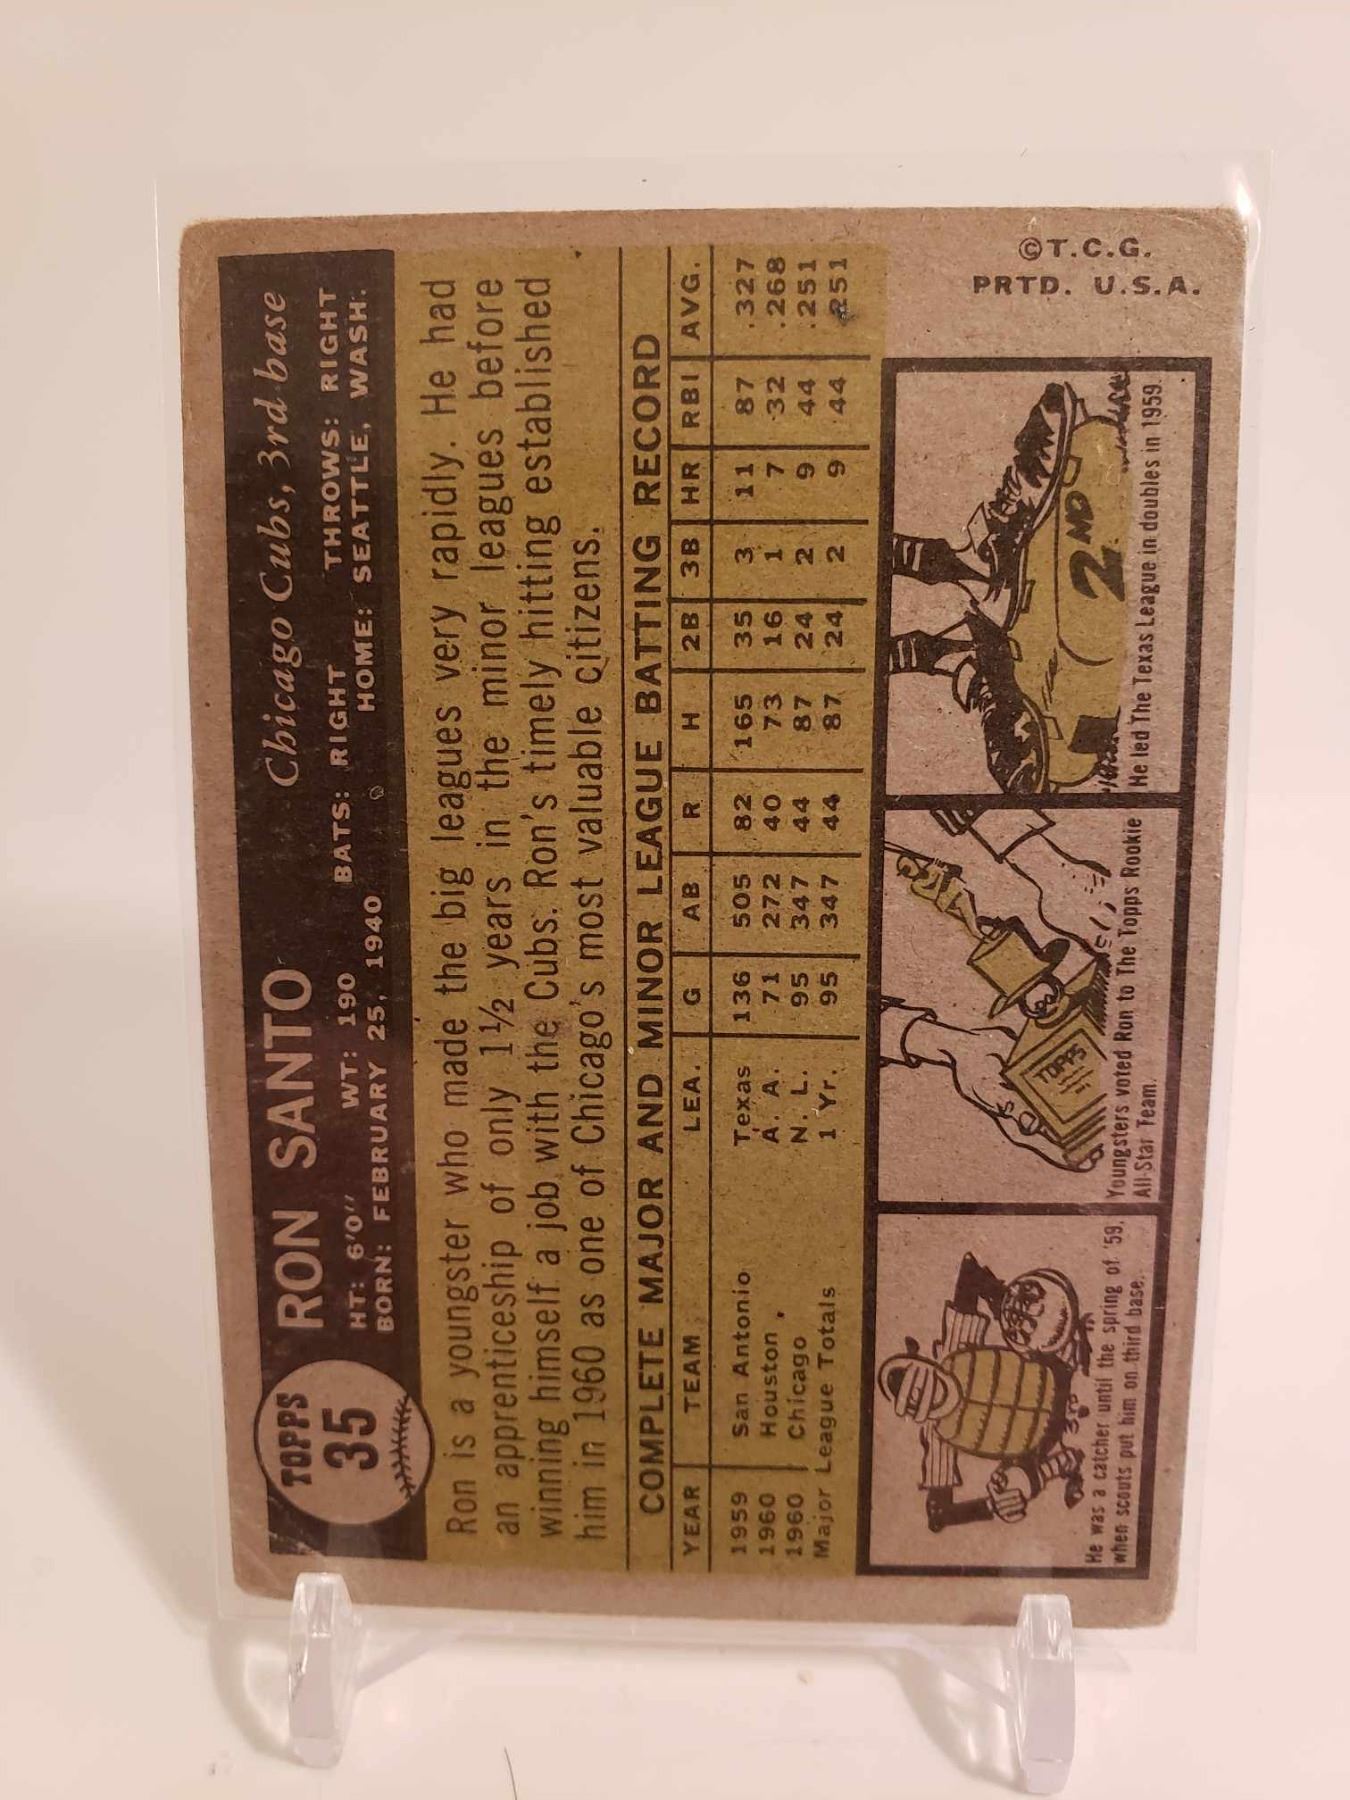 TOPPS
35
RON SANTO Chicago Cubs, 3rd base
HT: 6'0" WT: 190 BATS: RIGHT THROWS: RIGHT
BORN: FEBRUARY 25, 1940 HOME: SEATTLE, WASH.
Ron is a youngster who made the big leagues very rapidly. He had
an apprenticeship of only 1½ years in the minor leagues before
winning himself a job with the Cubs. Ron's timely hitting established
him in 1960 as one of Chicago's most valuable citizens.
COMPLETE MAJOR AND MINOR LEAGUE BATTING RECORD
YEAR TEAM LEA. G AB R H 2B 3B HR RBI AVG.
1959 San Antonio Texas 136 505 82 165 35 3 11 87 .327
1960 Houston A. A. 71 272 40 73 16 1 7 32 .268
1960 Chicago N. L. 95 347 44 87 24 2 9 44 .251
Major League Totals 1 Yr. 95 347 44 87 24 2 9 44 .251
3rd
He was a catcher until the spring of '59,
when scouts put him on third base.
TOPPS
Youngsters voted Ron to The Topps Rookie
All-Star Team.
2ND
He led The Texas League in doubles in 1959.
©T.C.G.
PRTD. U.S.A.